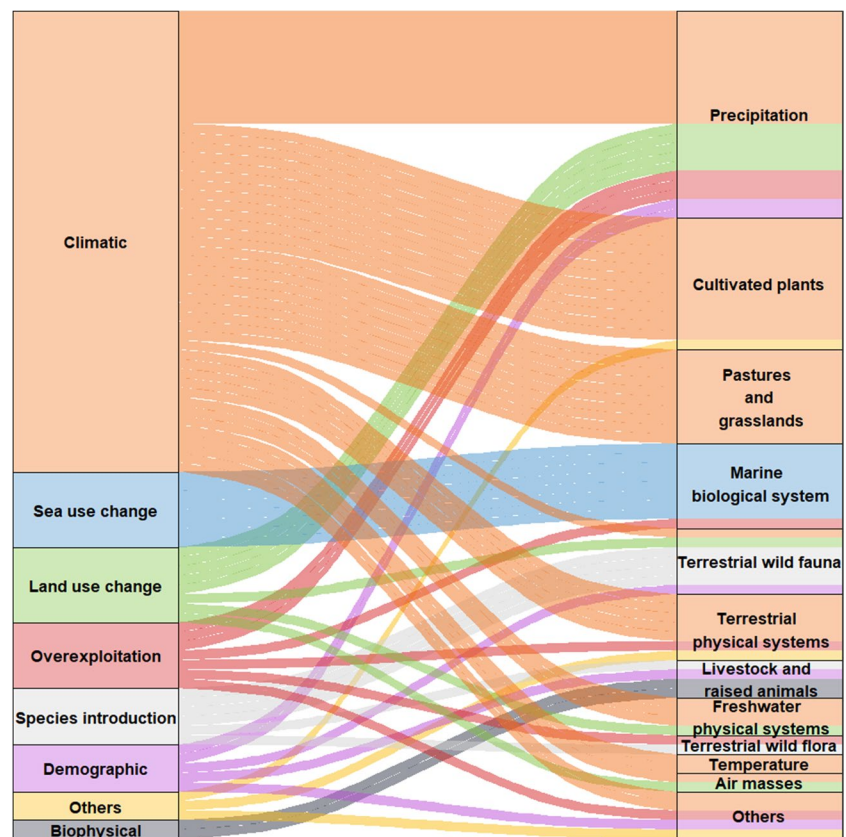 Climatic
Sea use change
Land use change
Overexploitation
Species introduction
Demographic
Others
Biophysical
Precipitation
Cultivated plants
Pastures
and
grasslands
Marine
biological system
Terrestrial wild fauna
Terrestrial
physical systems
Livestock and
raised animals
Freshwater
physical systems
Terrestrial wild flora
Temperature
Air masses
Others